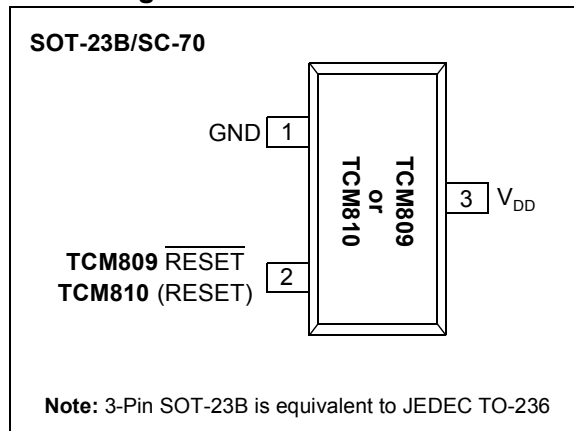 SOT-23B/SC-70
GND 1
TCM809
or
TCM810
3 VDD
TCM809 RESET
2
TCM810 (RESET)
Note: 3-Pin SOT-23B is equivalent to JEDEC TO-236